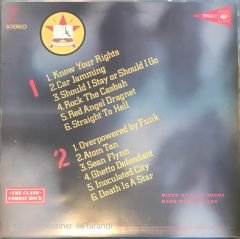 STEREO
1
1. Know Your Rights
2. Car Jamming
3. Should I Stay or Should I Go
4. Rock The Casbah
5. Red Angel Dragnet
6. Straight To Hell
2
1. Overpowered by Funk
2. Atom Tan
3. Sean Flynn
4. Ghetto Defendant
5. Inoculated City
6. Death Is A Star
•THE CLASH•
COMBAT ROCK